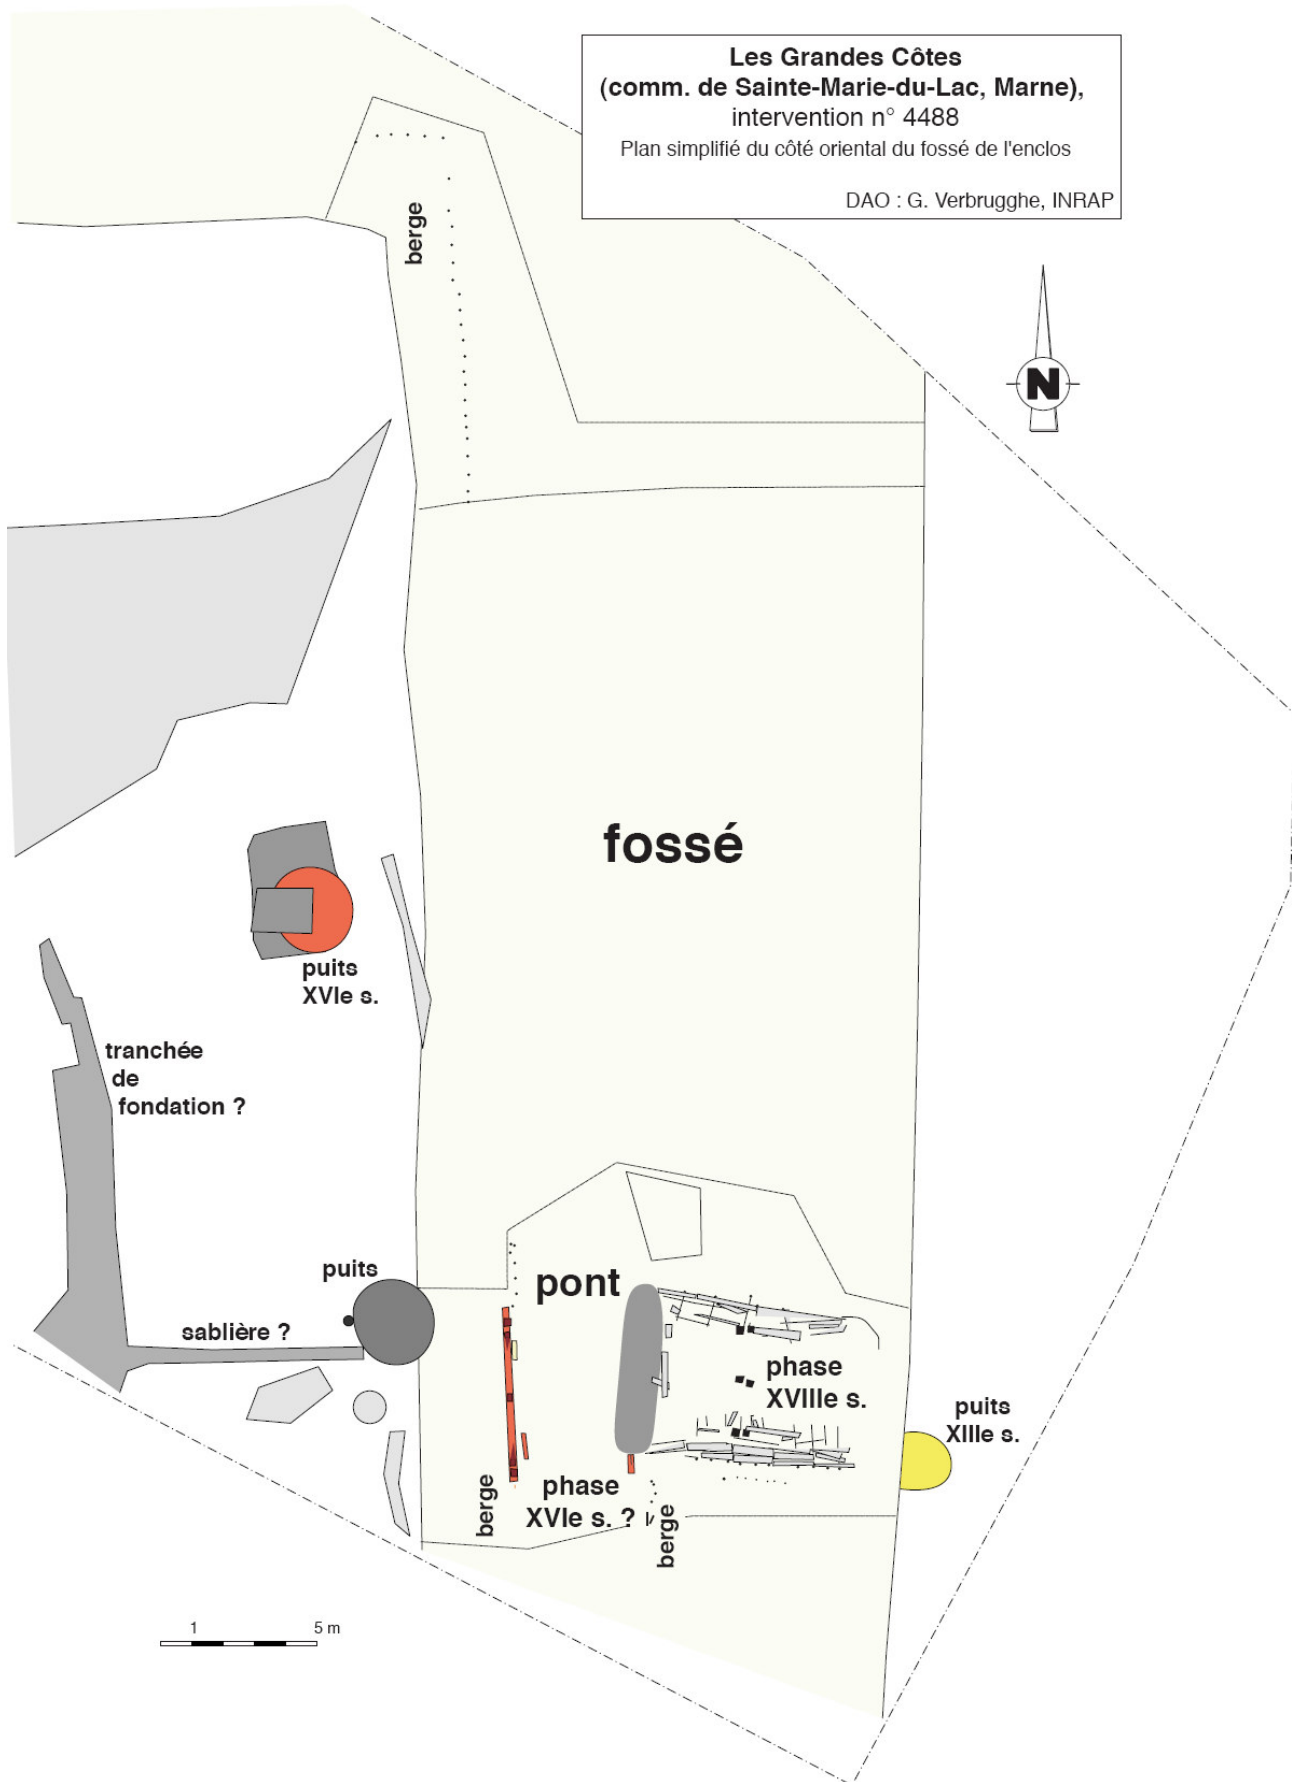 Les Grandes Côtes
(comm. de Sainte-Marie-du-Lac, Marne),
intervention n° 4488
Plan simplifié du côté oriental du fossé de l'enclos
DAO : G. Verbrugghe, INRAP
berge
N
fossé
puits
XVIe s.
tranchée
de
fondation ?
puits
sablière ?
pont
phase
XVIIIe s.
puits
XIIIe s.
berge
phase
XVIe s. ?
berge
1 5 m